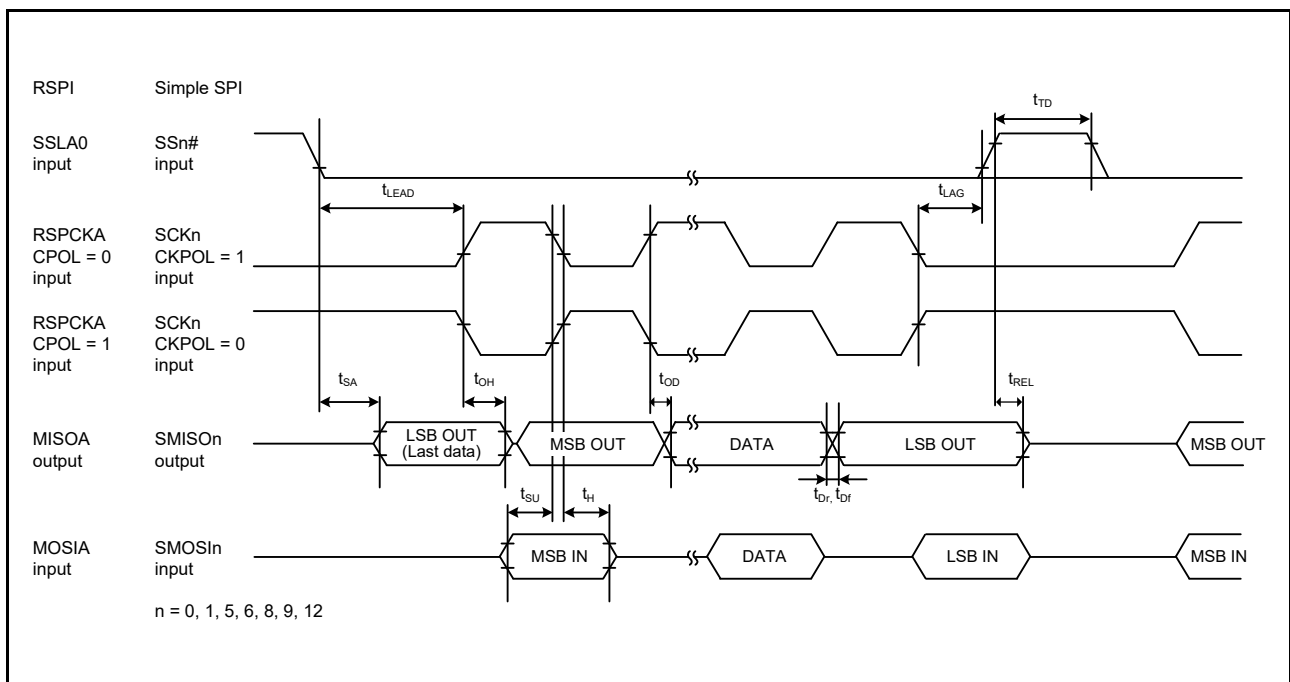 RSPI Simple SPI
tTD
SSLA0 SSn#
input input
tLEAD tLAG
RSPCKA SCKn
CPOL = 0 CKPOL = 1
input input
RSPCKA SCKn
CPOL = 1 CKPOL = 0
input input
tSA tOH tOD tREL
MISOA SMISOn
output output
LSB OUT
(Last data)
MSB OUT DATA LSB OUT MSB OUT
tSU tH tDr, tDf
MOSIA SMOSIn
input input
MSB IN DATA LSB IN MSB IN
n = 0, 1, 5, 6, 8, 9, 12